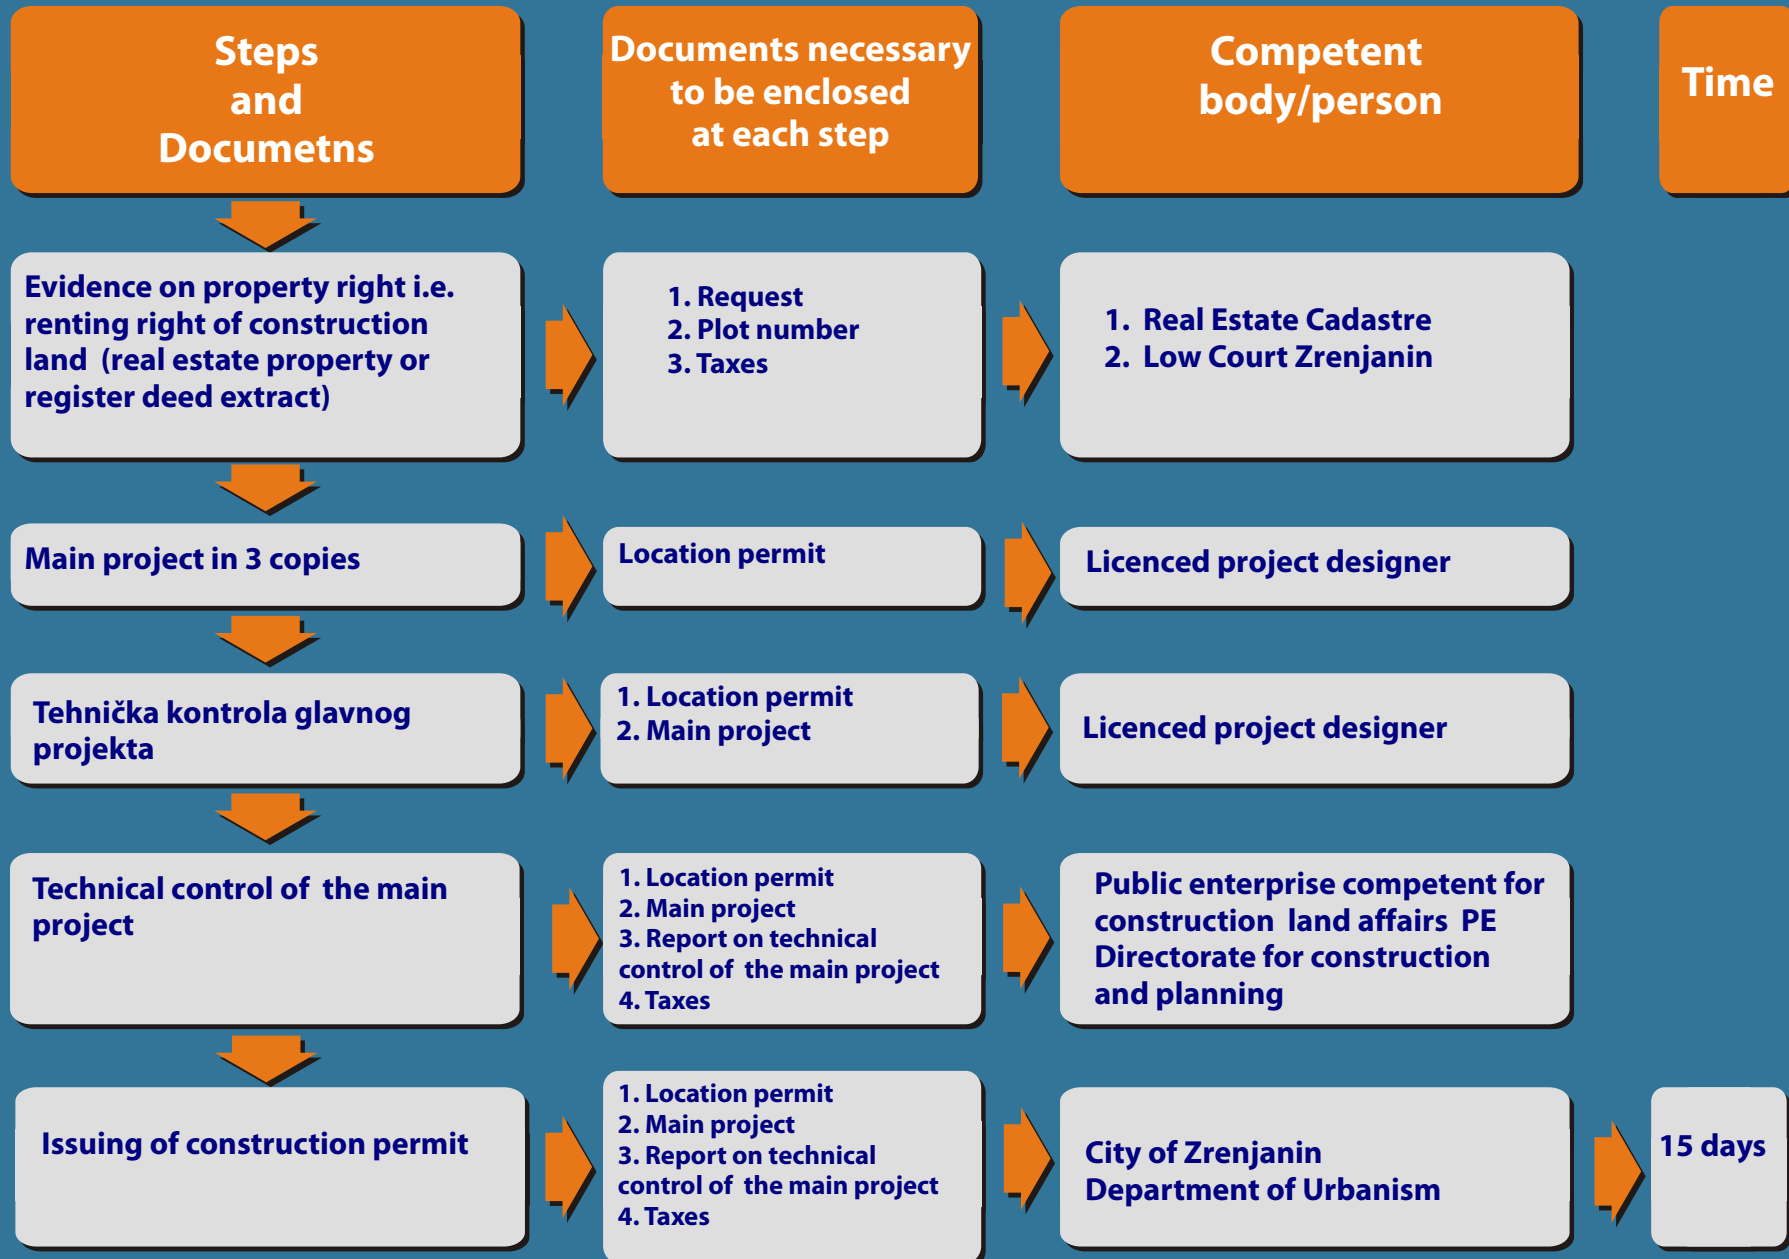 Steps
and
Documetns
Documents necessary
to be enclosed
at each step
Competent
body/person
Time
Evidence on property right i.e.
renting right of construction
land (real estate property or
register deed extract)
1. Request
2. Plot number
3. Taxes
1. Real Estate Cadastre
2. Low Court Zrenjanin
Main project in 3 copies
Location permit
Licenced project designer
Tehnička kontrola glavnog
projekta
1. Location permit
2. Main project
Licenced project designer
Technical control of the main
project
1. Location permit
2. Main project
3. Report on technical
control of the main project
4. Taxes
Public enterprise competent for
construction land affairs PE
Directorate for construction
and planning
Issuing of construction permit
1. Location permit
2. Main project
3. Report on technical
control of the main project
4. Taxes
City of Zrenjanin
Department of Urbanism
15 days